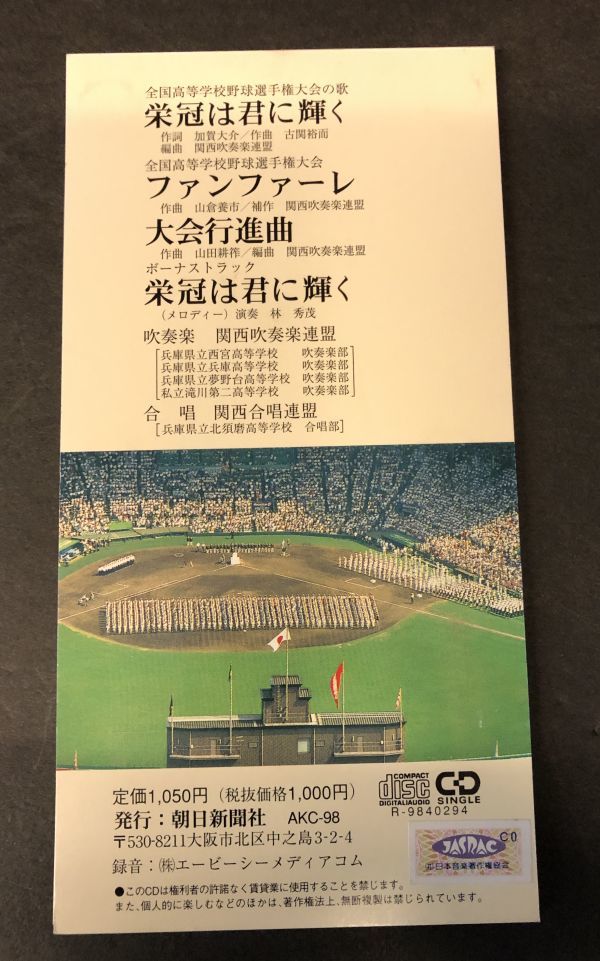 全国高等学校野球選手権大会の歌
栄冠は君に輝く
作詞　加賀大介／作曲　古関裕而
編曲　関西吹奏楽連盟
全国高等学校野球選手権大会
ファンファーレ
作曲　山倉養市／補作　関西吹奏楽連盟
大会行進曲
作曲　山田耕筰／編曲　関西吹奏楽連盟
ボーナストラック
栄冠は君に輝く
（メロディー）演奏　林　秀茂
吹奏楽　関西吹奏楽連盟
兵庫県立西宮高等学校　吹奏楽部
兵庫県立兵庫高等学校　吹奏楽部
兵庫県立夢野台高等学校　吹奏楽部
私立滝川第二高等学校　吹奏楽部
合　唱　関西合唱連盟
[兵庫県立北須磨高等学校　合唱部]
定価1,050円（税抜価格1,000円）
発行：朝日新聞社　AKC-98
〒530-8211大阪市北区中之島3-2-4
録音：㈱エービーシーメディアコム
COMPACT
disc
DIGITAL AUDIO
CD
SINGLE
R-9840294
CO
JASRAC
日本音楽著作権協会
●このCDは権利者の許諾なく賃貸業に使用することを禁じます。
また、個人的に楽しむなどのほかは、著作権法上、無断複製は禁じられています。